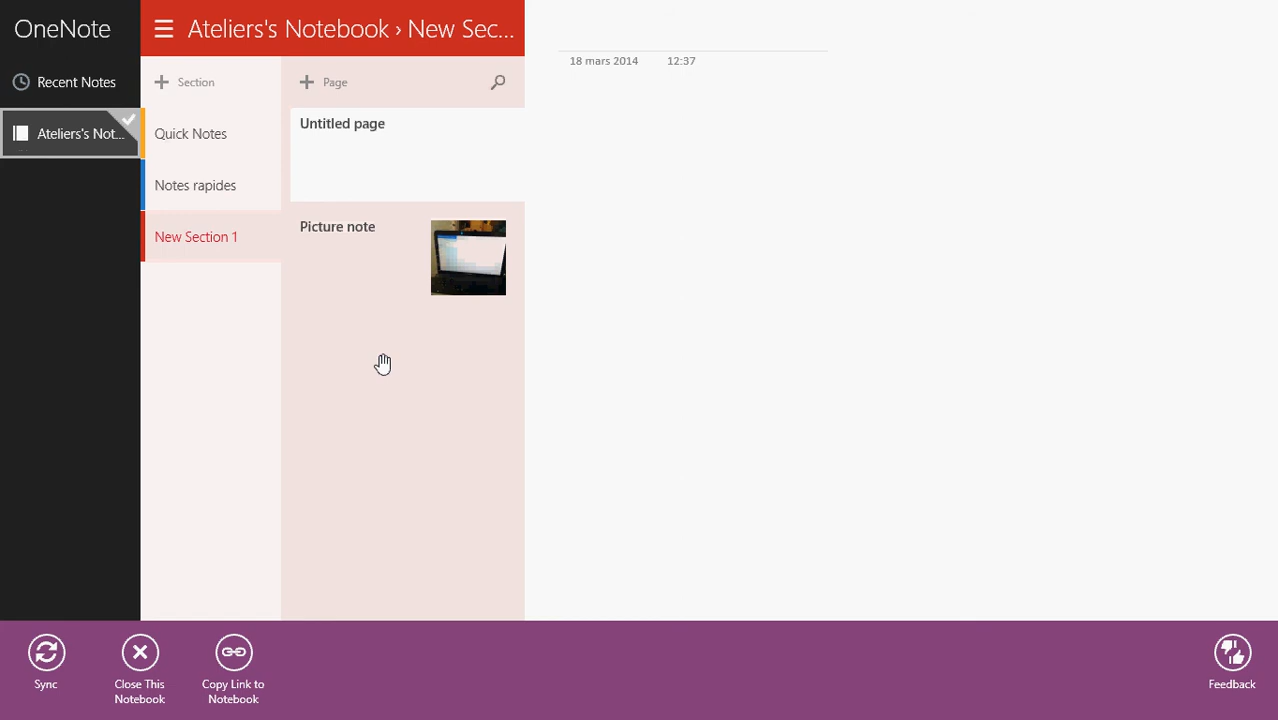 OneNote
Ateliers's Notebook › New Sec...
18 mars 2014 12:37
Recent Notes
Section
Page
Ateliers's Not...
Quick Notes
Untitled page
Notes rapides
Picture note
New Section 1
Sync
Close This
Notebook
Copy Link to
Notebook
Feedback